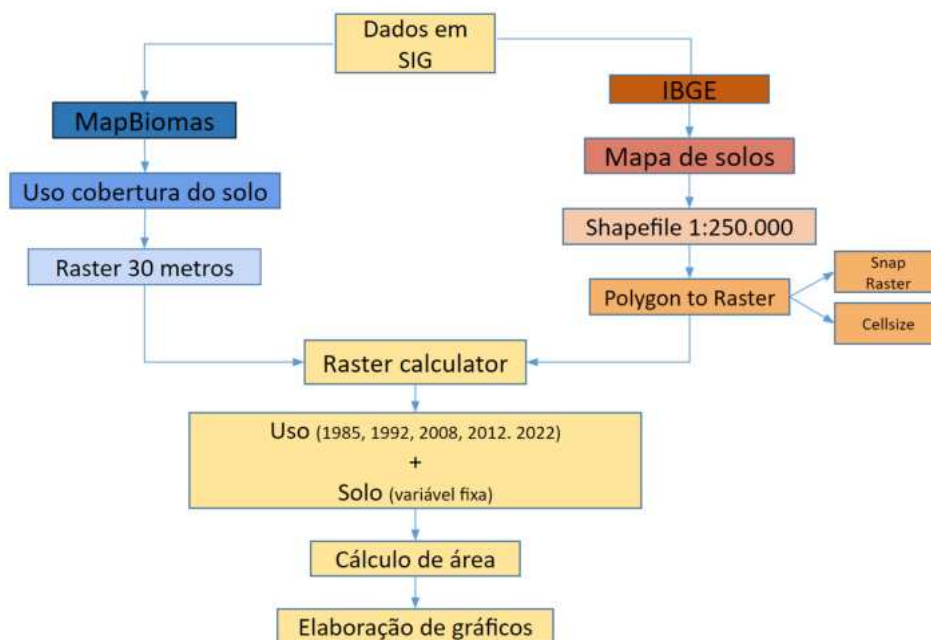 Dados em
SIG
MapBiomas
IBGE
Uso cobertura do solo
Mapa de solos
Raster 30 metros
Shapefile 1:250.000
Polygon to Raster
Snap
Raster
Cellsize
Raster calculator
Uso (1985, 1992, 2008, 2012. 2022)
+
Solo (variável fixa)
Cálculo de área
Elaboração de gráficos